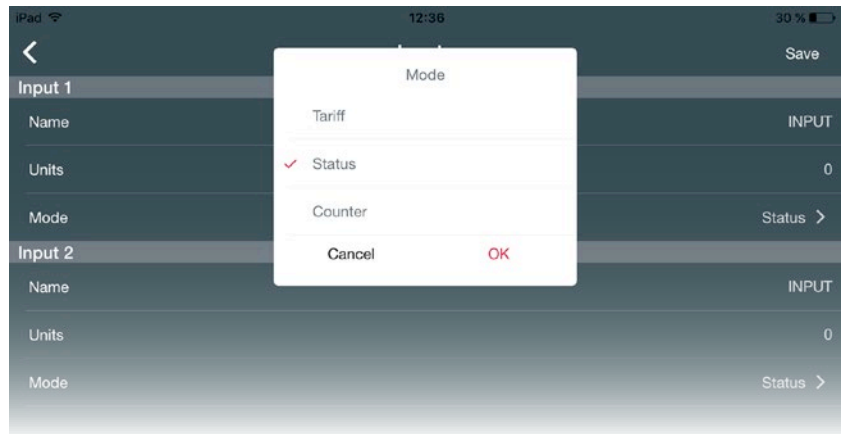 iPad 12:36 30 %
Save
Mode
Input 1
Tariff
Name INPUT
Status
Units 0
Counter
Mode Status
Cancel OK
Input 2
Name INPUT
Units 0
Mode Status